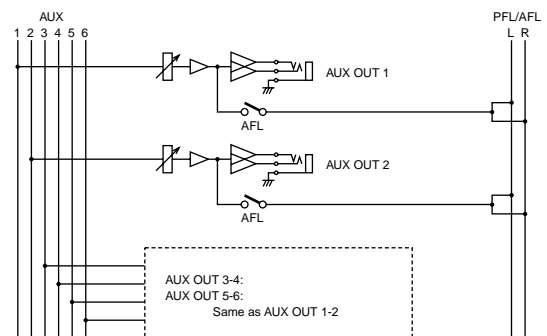 AUX PFL/AFL
1 2 3 4 5 6 L R
AUX OUT 1
AFL
AUX OUT 2
AFL
AUX OUT 3-4:
AUX OUT 5-6:
Same as AUX OUT 1-2